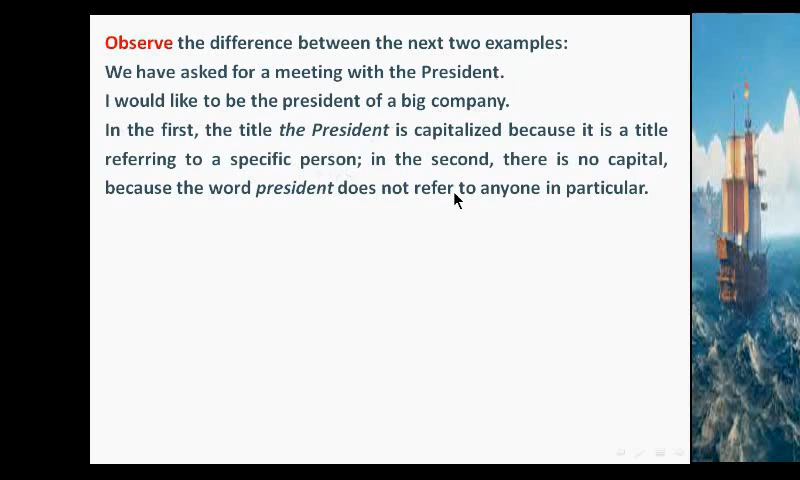 Observe the difference between the next two examples:
We have asked for a meeting with the President.
I would like to be the president of a big company.
In the first, the title the President is capitalized because it is a title
referring to a specific person; in the second, there is no capital,
because the word president does not refer to anyone in particular.